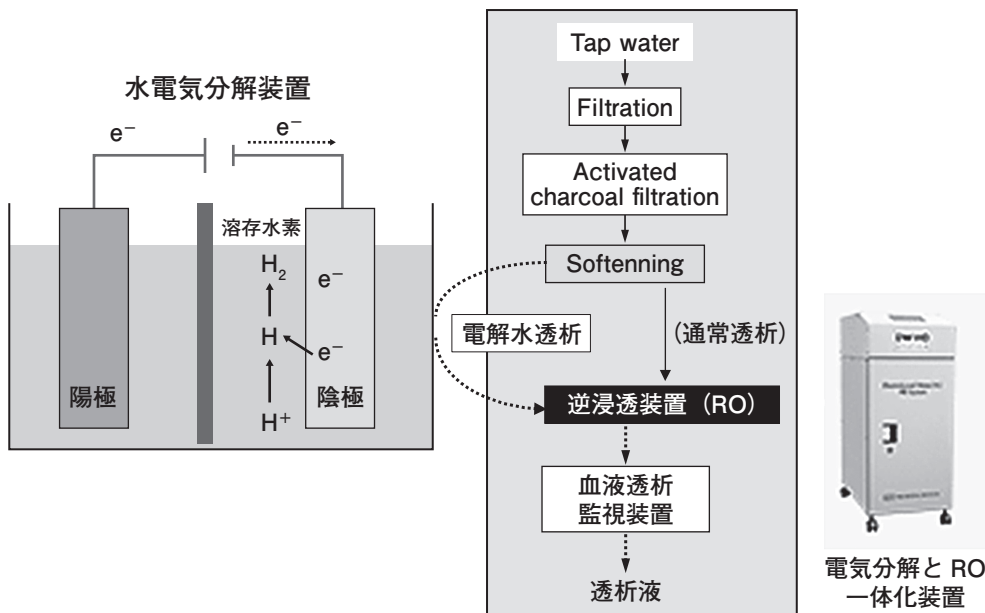 水電気分解装置
e⁻
e⁻
溶存水素
H₂
e⁻
H
e⁻
H⁺
陽極
陰極
Tap water
Filtration
Activated
charcoal filtration
Softenning
電解水透析
(通常透析)
逆浸透装置（RO）
血液透析
監視装置
透析液
電気分解と RO
一体化装置